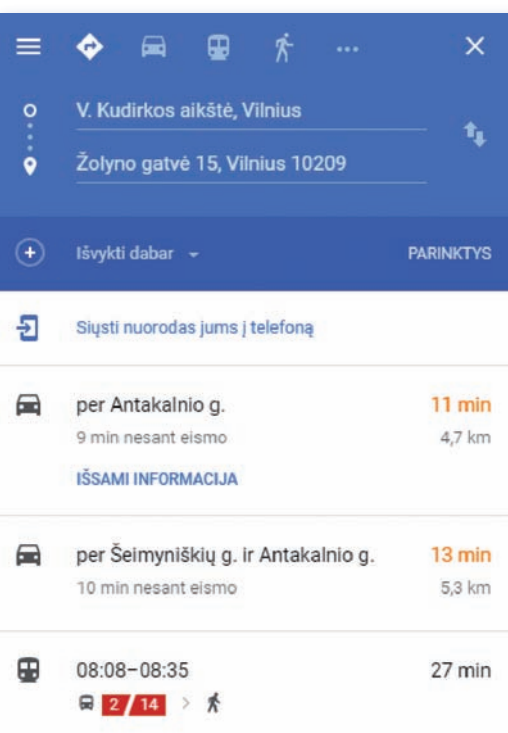 V. Kudirkos aikštė, Vilnius
Žolyno gatvė 15, Vilnius 10209
Išvykti dabar PARINKTYS
Siųsti nuorodas jums į telefoną
per Antakalnio g. 11 min
9 min nesant eismo 4,7 km
IŠSAMI INFORMACIJA
per Šeimyniškių g. ir Antakalnio g. 13 min
10 min nesant eismo 5,3 km
08:08–08:35 27 min
2 / 14 >